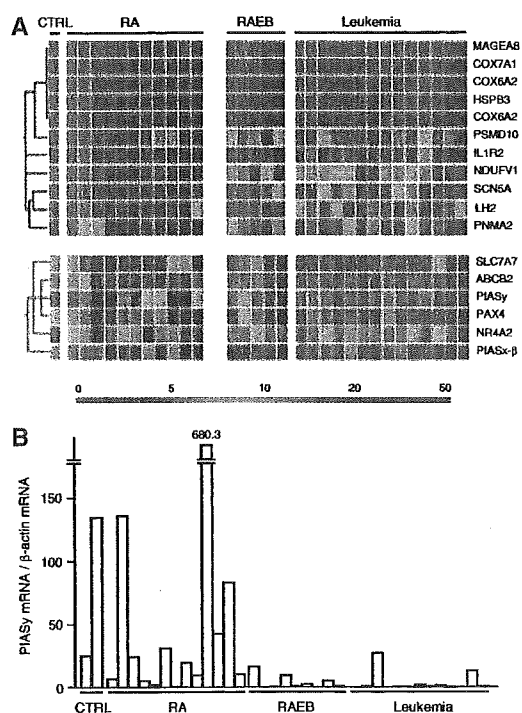 A
CTRL RA RAEB Leukemia
MAGEA8
COX7A1
COX6A2
HSPB3
COX6A2
PSMD10
IL1R2
NDUFV1
SCN5A
LH2
PNMA2
SLC7A7
ABCB2
PIASy
PAX4
NR4A2
PIASx-β
0 5 10 20 50
B
680.3
PIASy mRNA / β-actin mRNA
150
100
50
0
CTRL RA RAEB Leukemia